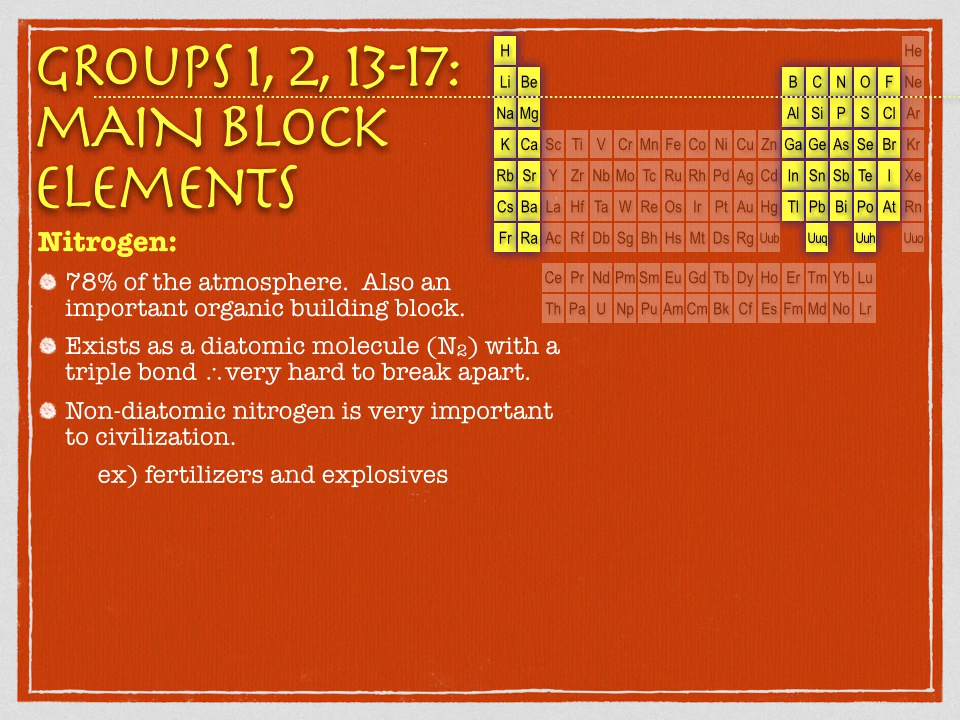 GROUPS 1, 2, 13-17:
MAIN BLOCK
ELEMENTS
Nitrogen:
78% of the atmosphere. Also an
important organic building block.
Exists as a diatomic molecule (N₂) with a
triple bond ∴very hard to break apart.
Non-diatomic nitrogen is very important
to civilization.
ex) fertilizers and explosives
H He
Li Be B C N O F Ne
Na Mg Al Si P S Cl Ar
K Ca Sc Ti V Cr Mn Fe Co Ni Cu Zn Ga Ge As Se Br Kr
Rb Sr Y Zr Nb Mo Tc Ru Rh Pd Ag Cd In Sn Sb Te I Xe
Cs Ba La Hf Ta W Re Os Ir Pt Au Hg Tl Pb Bi Po At Rn
Fr Ra Ac Rf Db Sg Bh Hs Mt Ds Rg Uub Uuq Uuh Uuo
Ce Pr Nd Pm Sm Eu Gd Tb Dy Ho Er Tm Yb Lu
Th Pa U Np Pu Am Cm Bk Cf Es Fm Md No Lr